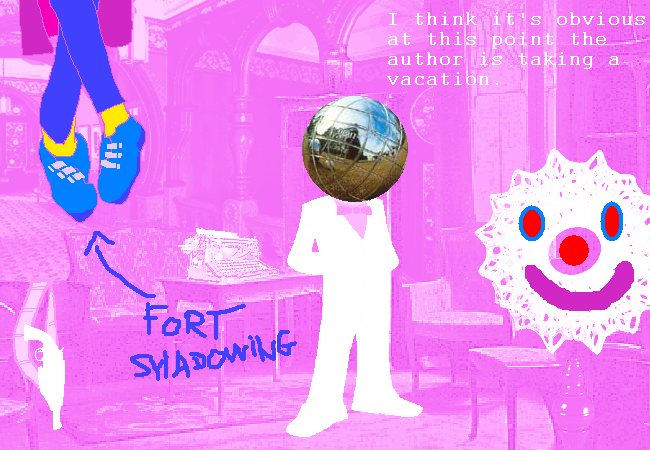 I think it's obvious
at this point the
author is taking a
vacation.
FORT
SHADOWING